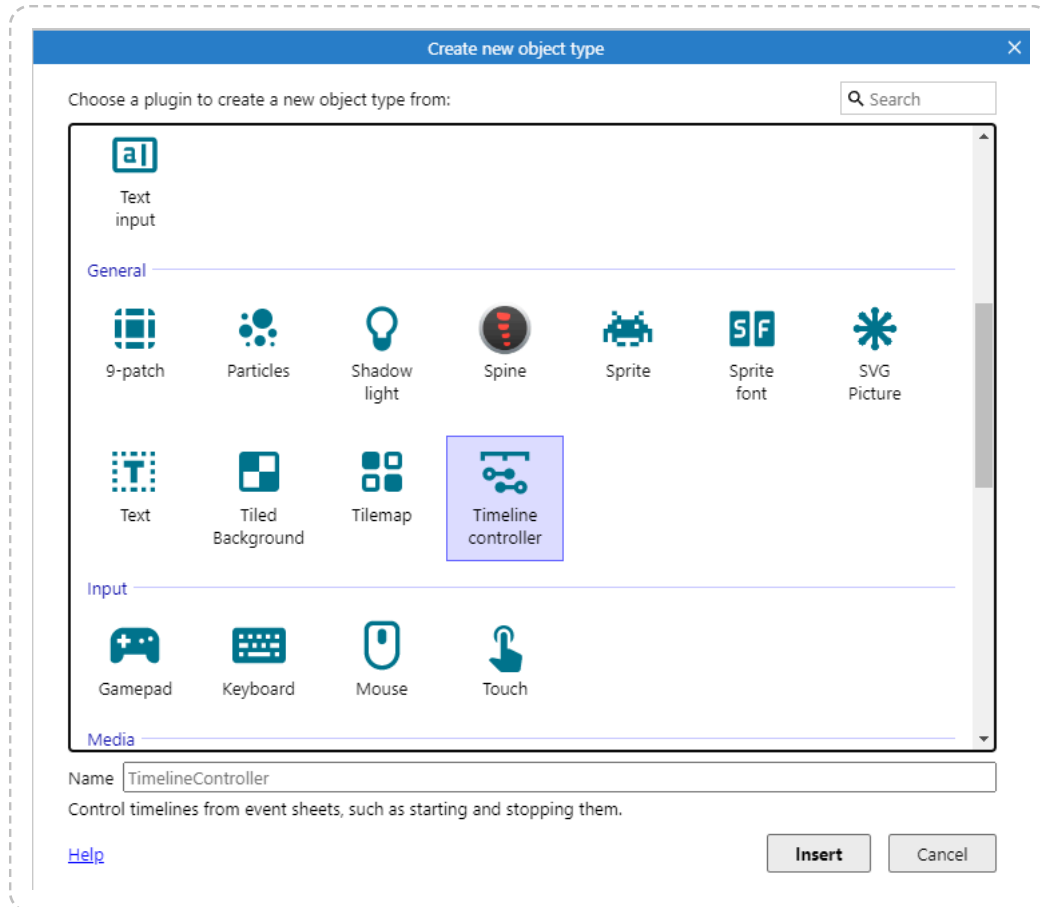 Create new object type
Choose a plugin to create a new object type from:
Search
Text
input
General
9-patch
Particles
Shadow
light
Spine
Sprite
Sprite
font
SVG
Picture
Text
Tiled
Background
Tilemap
Timeline
controller
Input
Gamepad
Keyboard
Mouse
Touch
Media
Name TimelineController
Control timelines from event sheets, such as starting and stopping them.
Help
Insert
Cancel